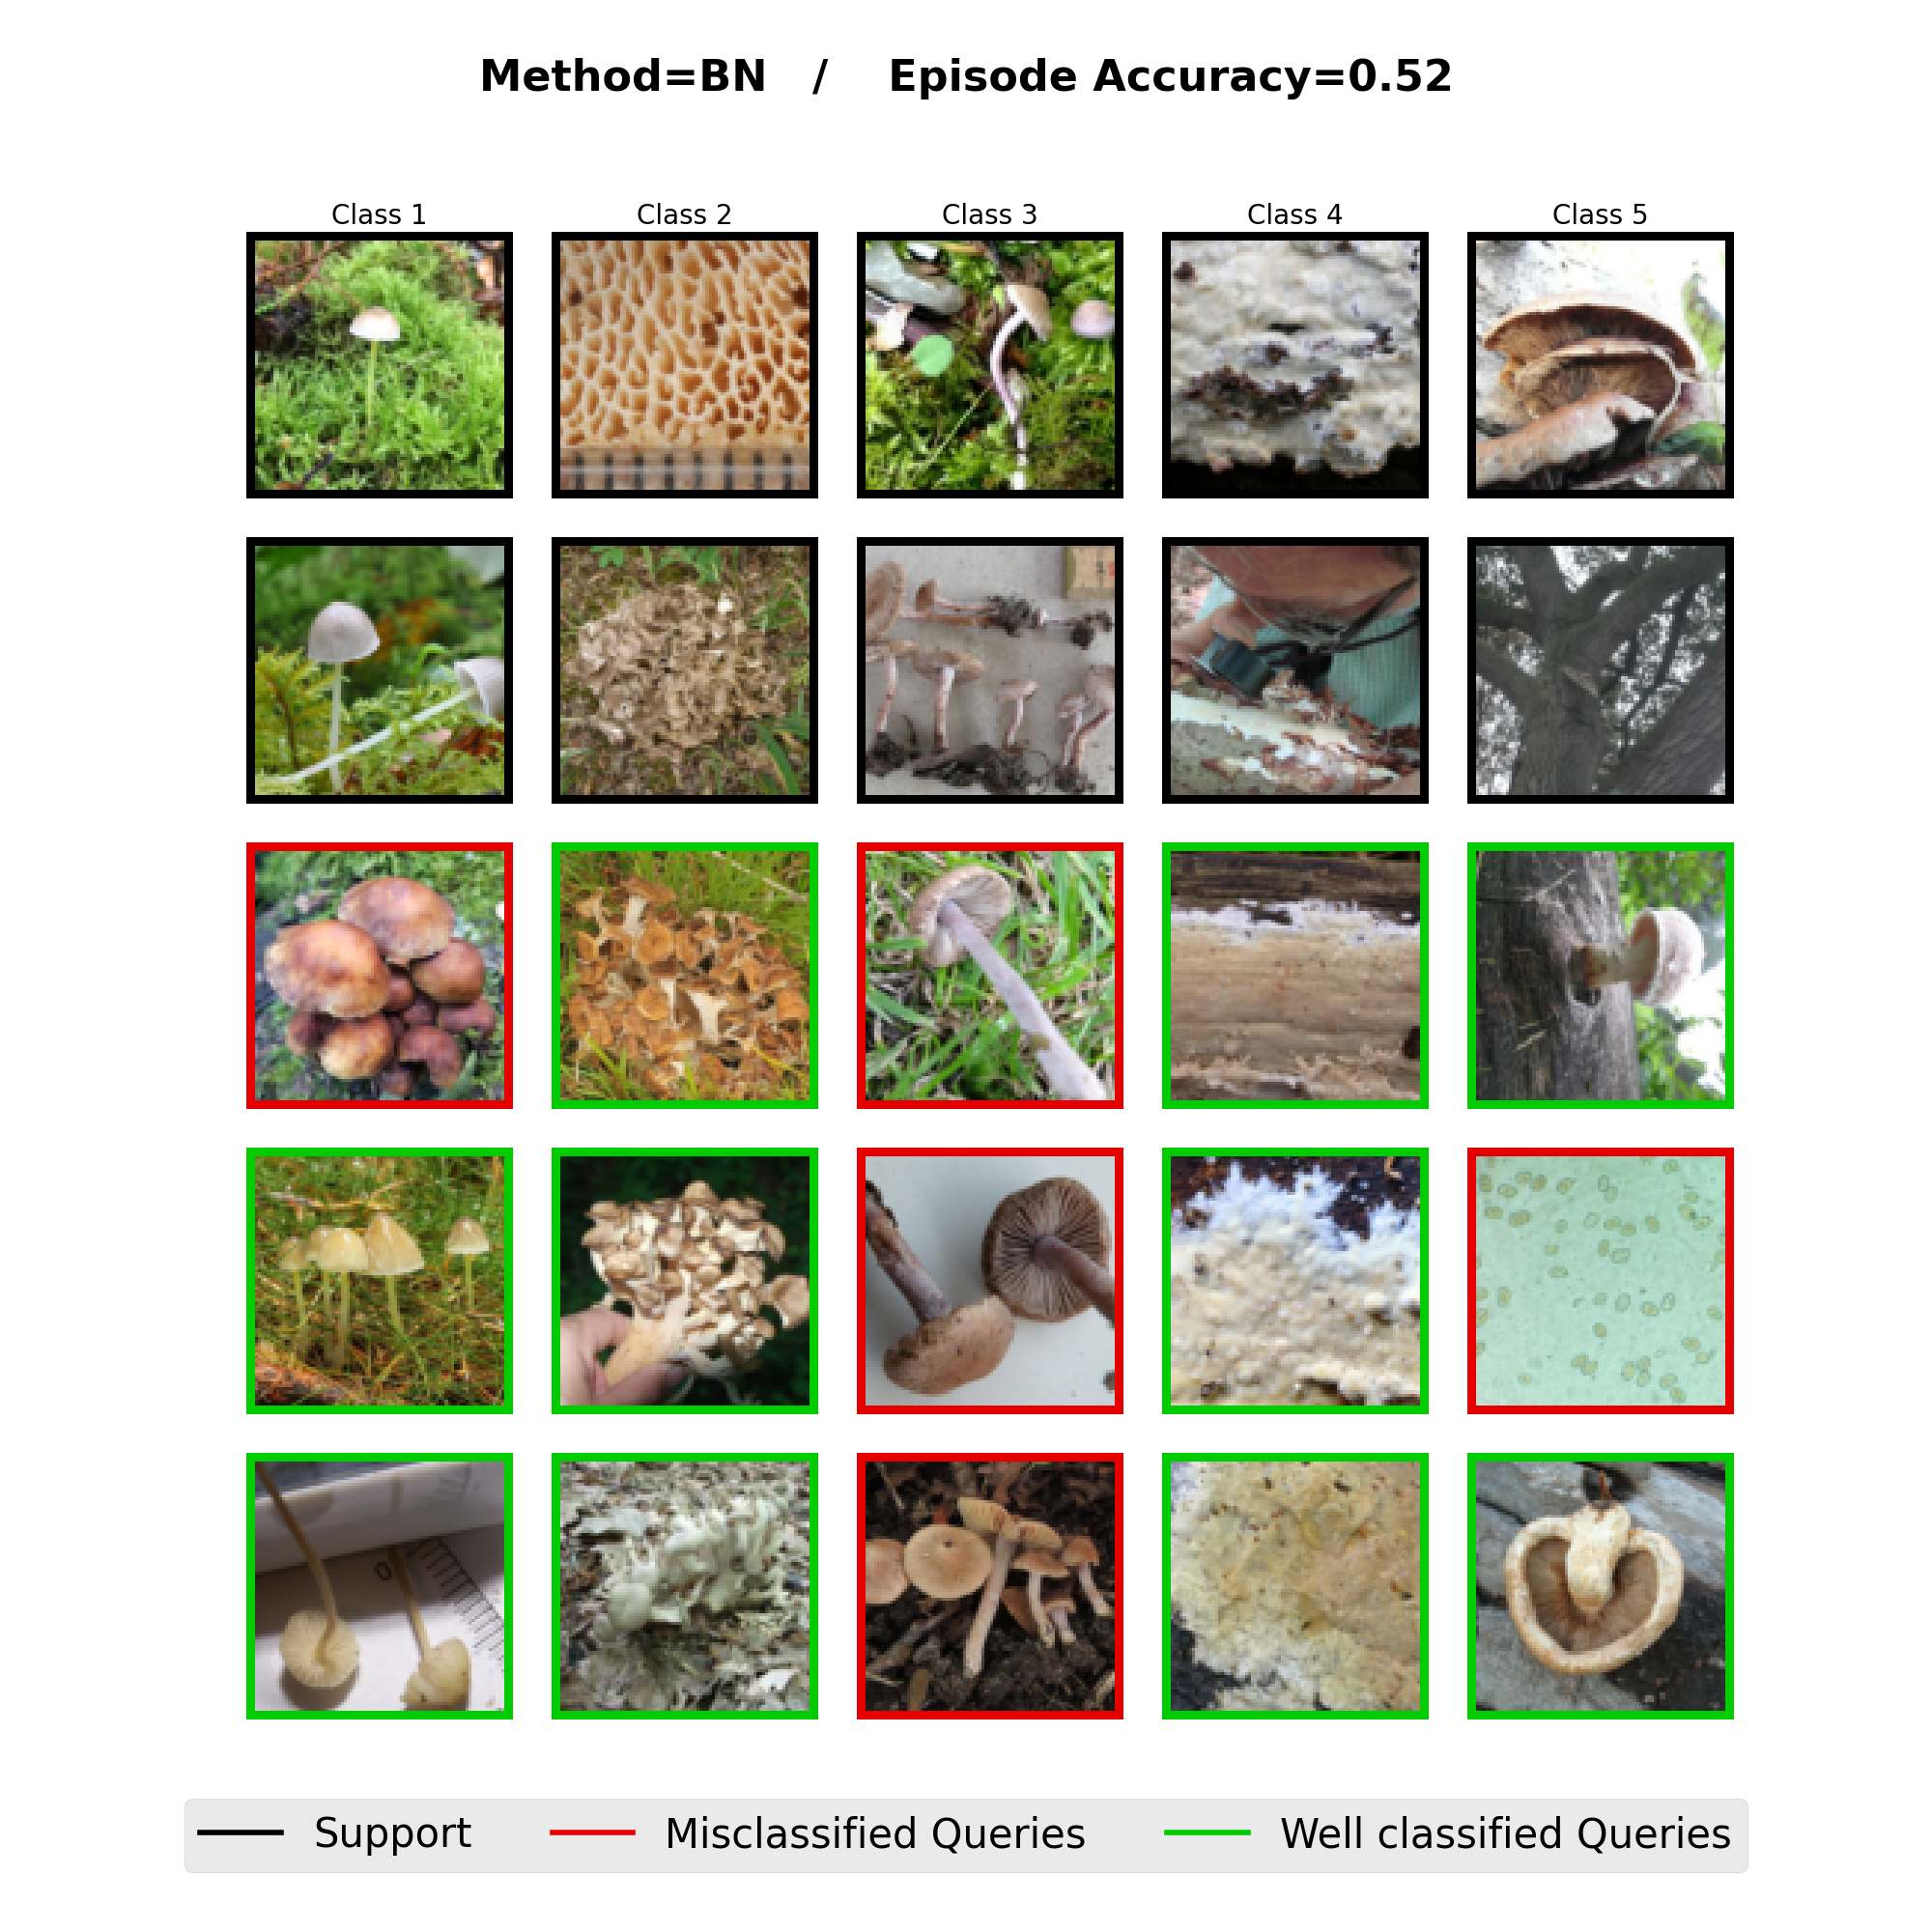 Method=BN / Episode Accuracy=0.52
Class 1 Class 2 Class 3 Class 4 Class 5
0
Support Misclassified Queries Well classified Queries